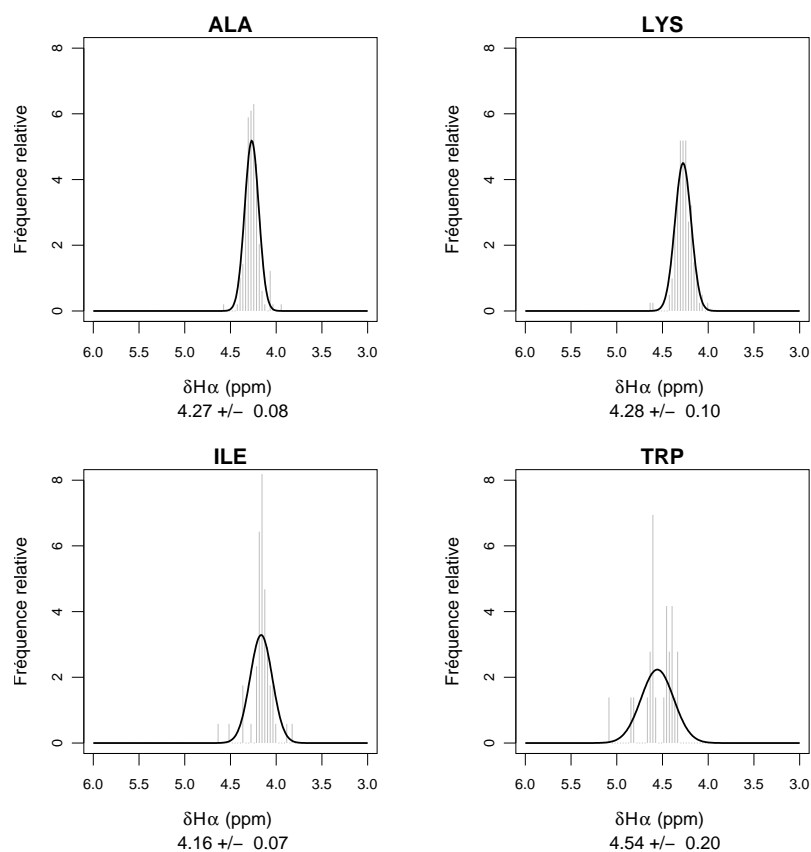 ALA
Fréquence relative
8
6
4
2
0
6.0 5.5 5.0 4.5 4.0 3.5 3.0
δHα (ppm)
4.27 +/− 0.08
LYS
Fréquence relative
8
6
4
2
0
6.0 5.5 5.0 4.5 4.0 3.5 3.0
δHα (ppm)
4.28 +/− 0.10
ILE
Fréquence relative
8
6
4
2
0
6.0 5.5 5.0 4.5 4.0 3.5 3.0
δHα (ppm)
4.16 +/− 0.07
TRP
Fréquence relative
8
6
4
2
0
6.0 5.5 5.0 4.5 4.0 3.5 3.0
δHα (ppm)
4.54 +/− 0.20